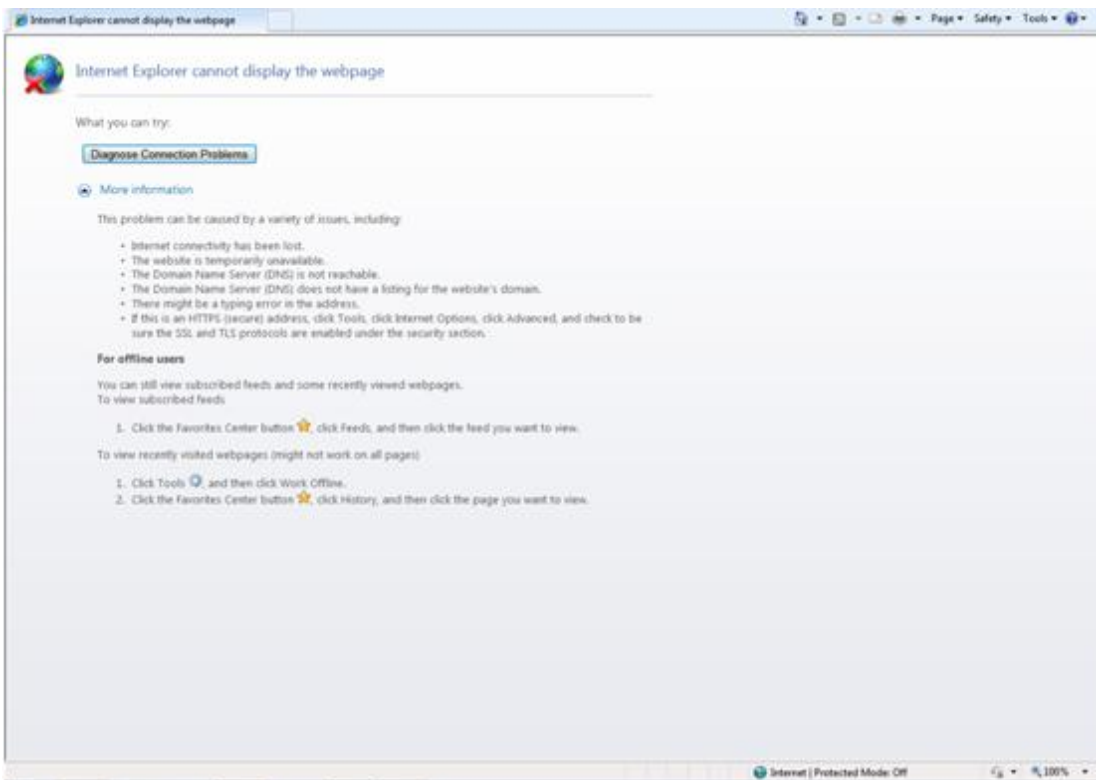 Internet Explorer cannot display the webpage
Page Safety Tools
Internet Explorer cannot display the webpage
What you can try:
Diagnose Connection Problems
More information
This problem can be caused by a variety of issues, including:
• Internet connectivity has been lost.
• The website is temporarily unavailable.
• The Domain Name Server (DNS) is not reachable.
• The Domain Name Server (DNS) does not have a listing for the website's domain.
• There might be a typing error in the address.
• If this is an HTTPS (secure) address, click Tools, click Internet Options, click Advanced, and check to be
sure the SSL and TLS protocols are enabled under the security section.
For offline users
You can still view subscribed feeds and some recently viewed webpages.
To view subscribed feeds
1. Click the Favorites Center button , click Feeds, and then click the feed you want to view.
To view recently visited webpages (might not work on all pages)
1. Click Tools , and then click Work Offline.
2. Click the Favorites Center button , click History, and then click the page you want to view.
Internet | Protected Mode: Off
100%